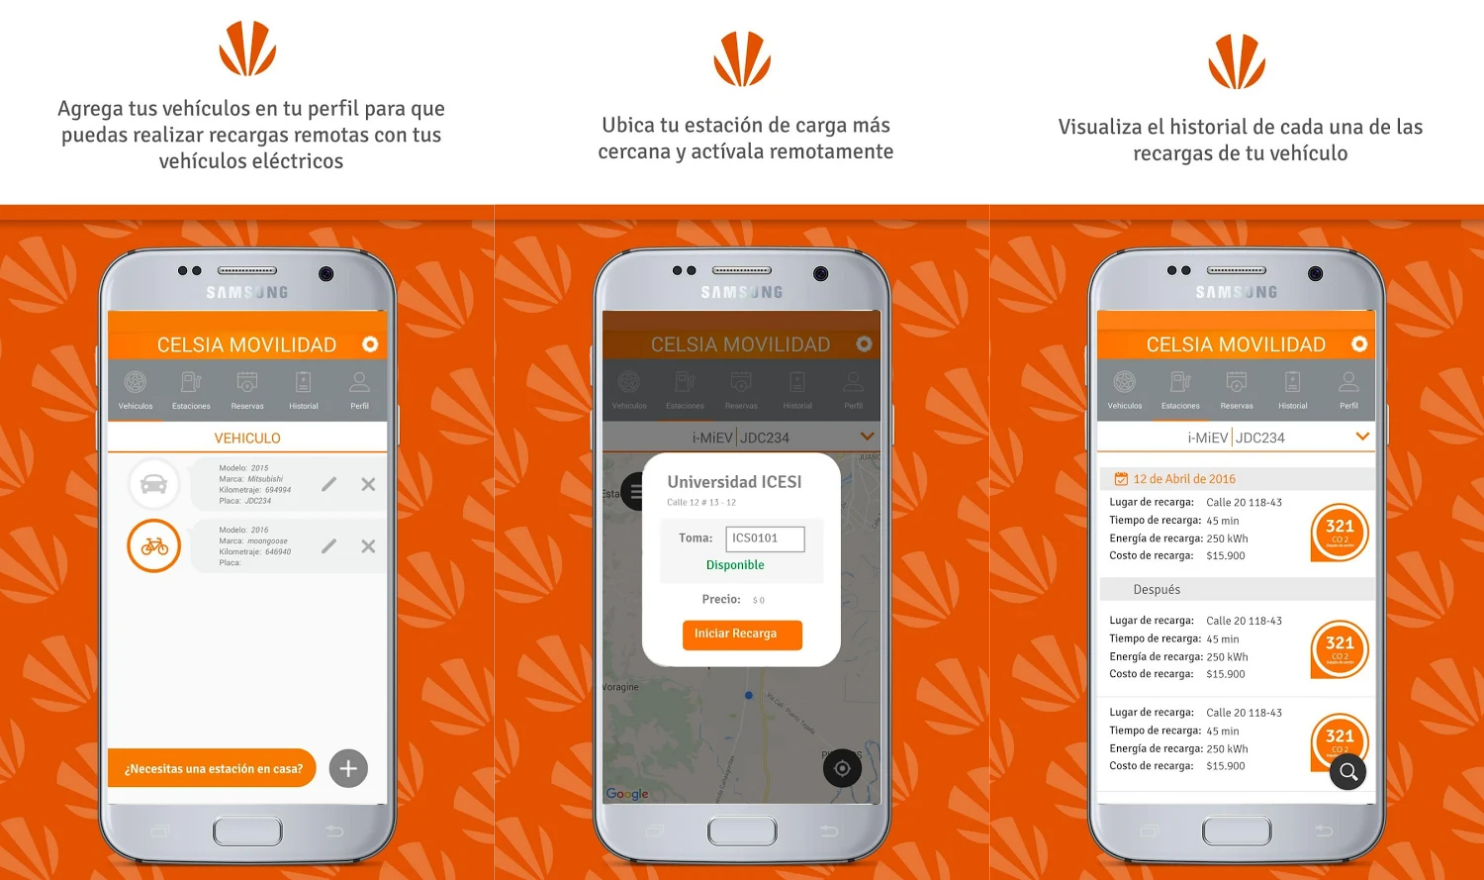 Agrega tus vehículos en tu perfil para que
puedas realizar recargas remotas con tus
vehículos eléctricos
SAMSUNG
CELSIA MOVILIDAD
Vehiculos Estaciones Reservas Historial Perfil
VEHICULO
Modelo: 2015
Marca: Mitsubishi
Kilometraje: 694994
Placa: JDC234
Modelo: 2016
Marca: moongoose
Kilometraje: 646940
Placa:
¿Necesitas una estación en casa?
Ubica tu estación de carga más
cercana y actívala remotamente
SAMSUNG
CELSIA MOVILIDAD
Vehiculos Estaciones Reservas Historial Perfil
i-MiEV JDC234
Esta
Universidad ICESI
Calle 12 # 13 - 12
Toma: ICS0101
Disponible
Precio: $ 0
Iniciar Recarga
Voragine
Google
Visualiza el historial de cada una de las
recargas de tu vehículo
SAMSUNG
CELSIA MOVILIDAD
Vehiculos Estaciones Reservas Historial Perfil
i-MiEV JDC234
12 de Abril de 2016
Lugar de recarga: Calle 20 118-43
Tiempo de recarga: 45 min
Energía de recarga: 250 kWh
Costo de recarga: $15.900
321
CO 2
Después
Lugar de recarga: Calle 20 118-43
Tiempo de recarga: 45 min
Energía de recarga: 250 kWh
Costo de recarga: $15.900
321
CO 2
Lugar de recarga: Calle 20 118-43
Tiempo de recarga: 45 min
Energía de recarga: 250 kWh
Costo de recarga: $15.900
321
CO 2